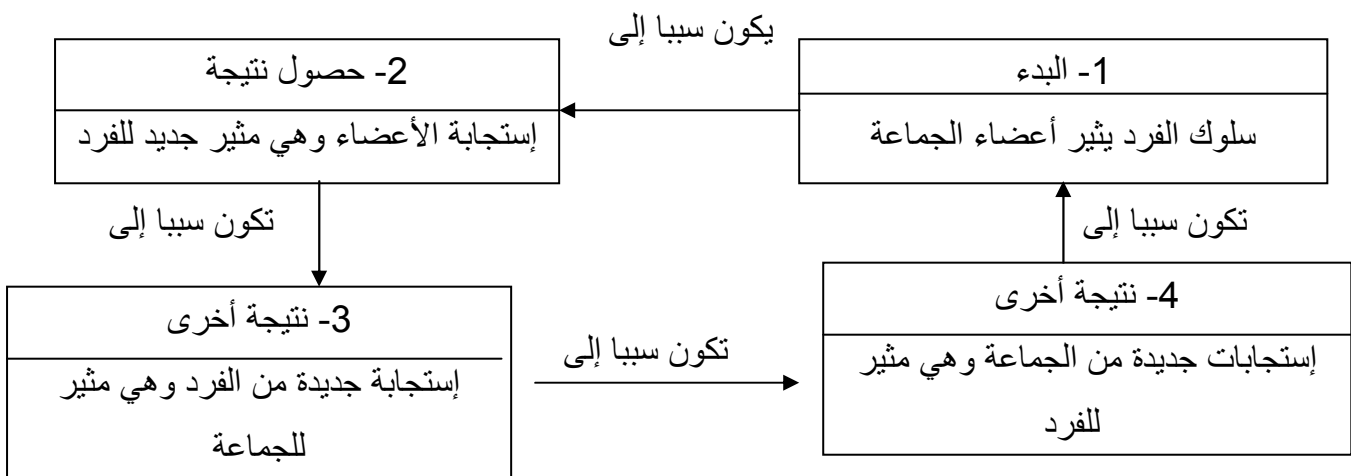 يكون سببا إلى
1- البدء
سلوك الفرد يثير أعضاء الجماعة
2- حصول نتيجة
إستجابة الأعضاء وهي مثير جديد للفرد
تكون سببا إلى
تكون سببا إلى
3- نتيجة أخرى
إستجابة جديدة من الفرد وهي مثير
للجماعة
تكون سببا إلى
4- نتيجة أخرى
إستجابات جديدة من الجماعة وهي مثير
للفرد